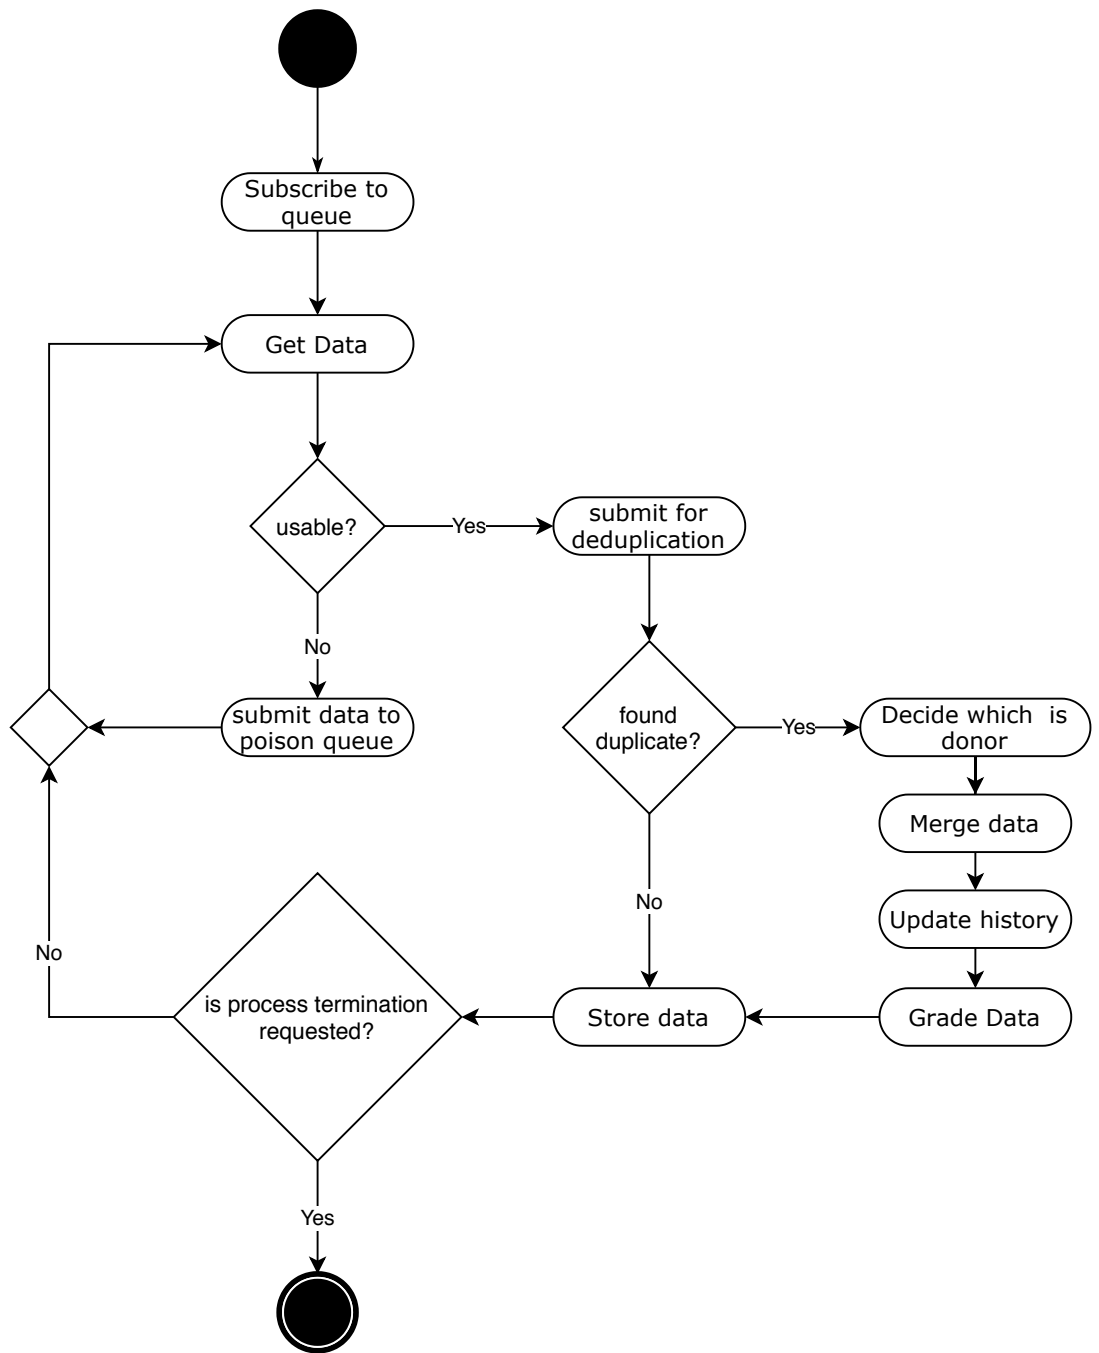 Subscribe to
queue
Get Data
usable?
Yes
submit for
deduplication
No
submit data to
poison queue
found
duplicate?
Yes
Decide which  is
donor
Merge data
Update history
No
No
is process termination
requested?
Store data
Grade Data
Yes